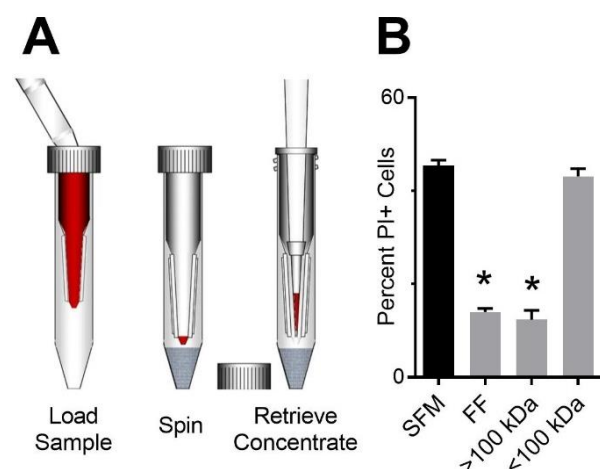 A
Load
Sample
Spin
Retrieve
Concentrate
B
Percent PI+ Cells
60
0
* *
SFM
FF
>100 kDa
<100 kDa